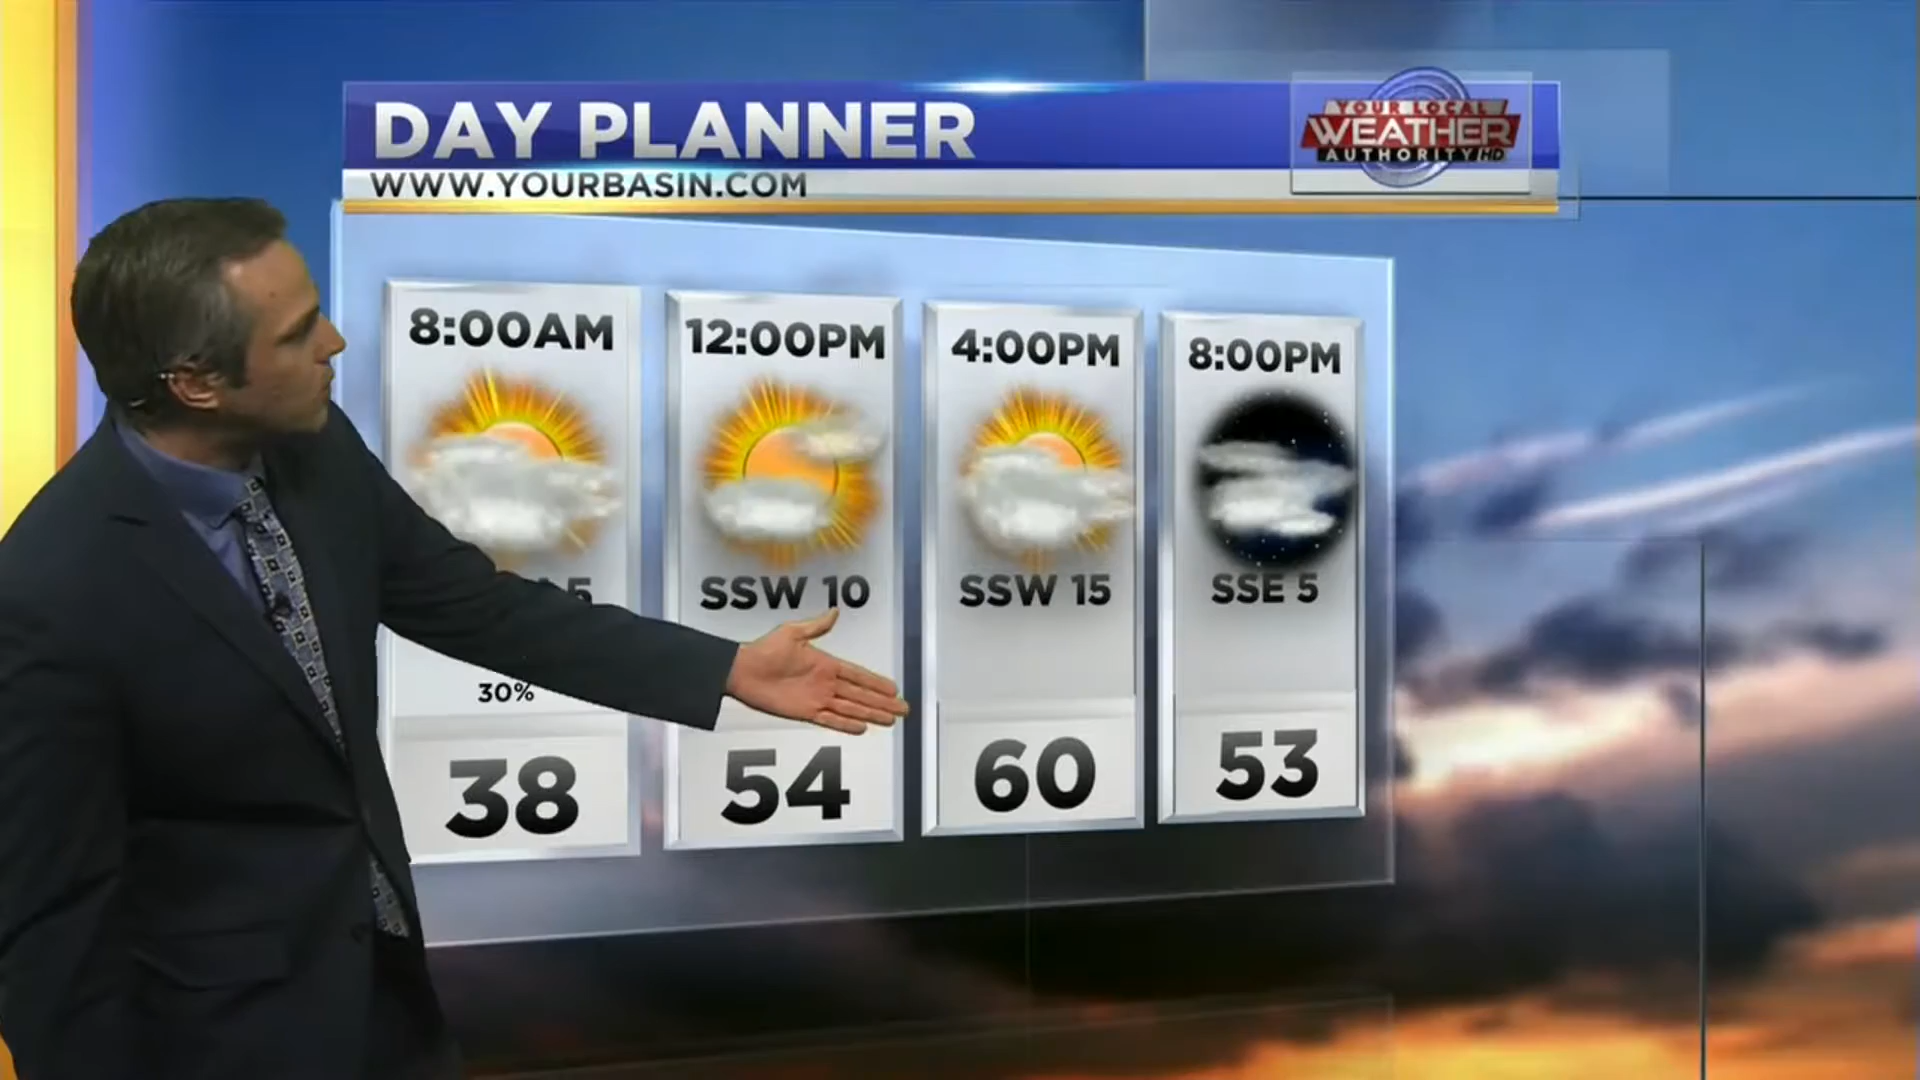 DAY PLANNER
WWW.YOURBASIN.COM
YOUR LOCAL
WEATHER
AUTHORITY HD
8:00AM
12:00PM
4:00PM
8:00PM
5
SSW 10
SSW 15
SSE 5
30%
38
54
60
53